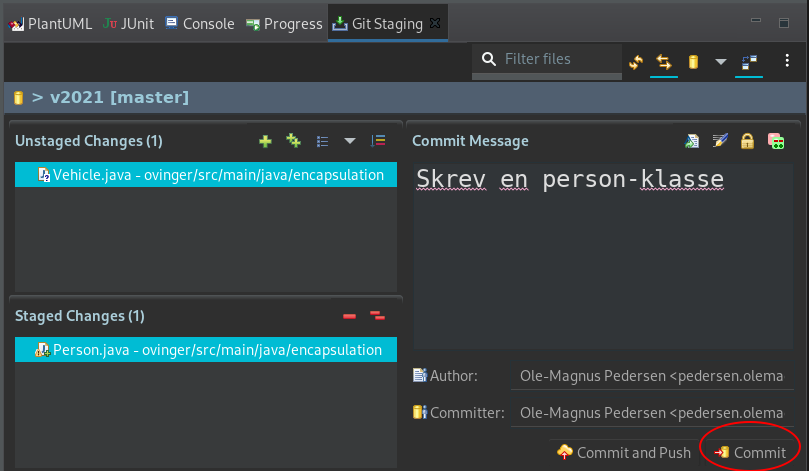 PlantUML JUnit Console Progress Git Staging
Filter files
> v2021 [master]
Unstaged Changes (1)
Vehicle.java - ovinger/src/main/java/encapsulation
Staged Changes (1)
Person.java - ovinger/src/main/java/encapsulation
Commit Message
Skrev en person-klasse
Author: Ole-Magnus Pedersen <pedersen.olema
Committer: Ole-Magnus Pedersen <pedersen.olema
Commit and Push Commit